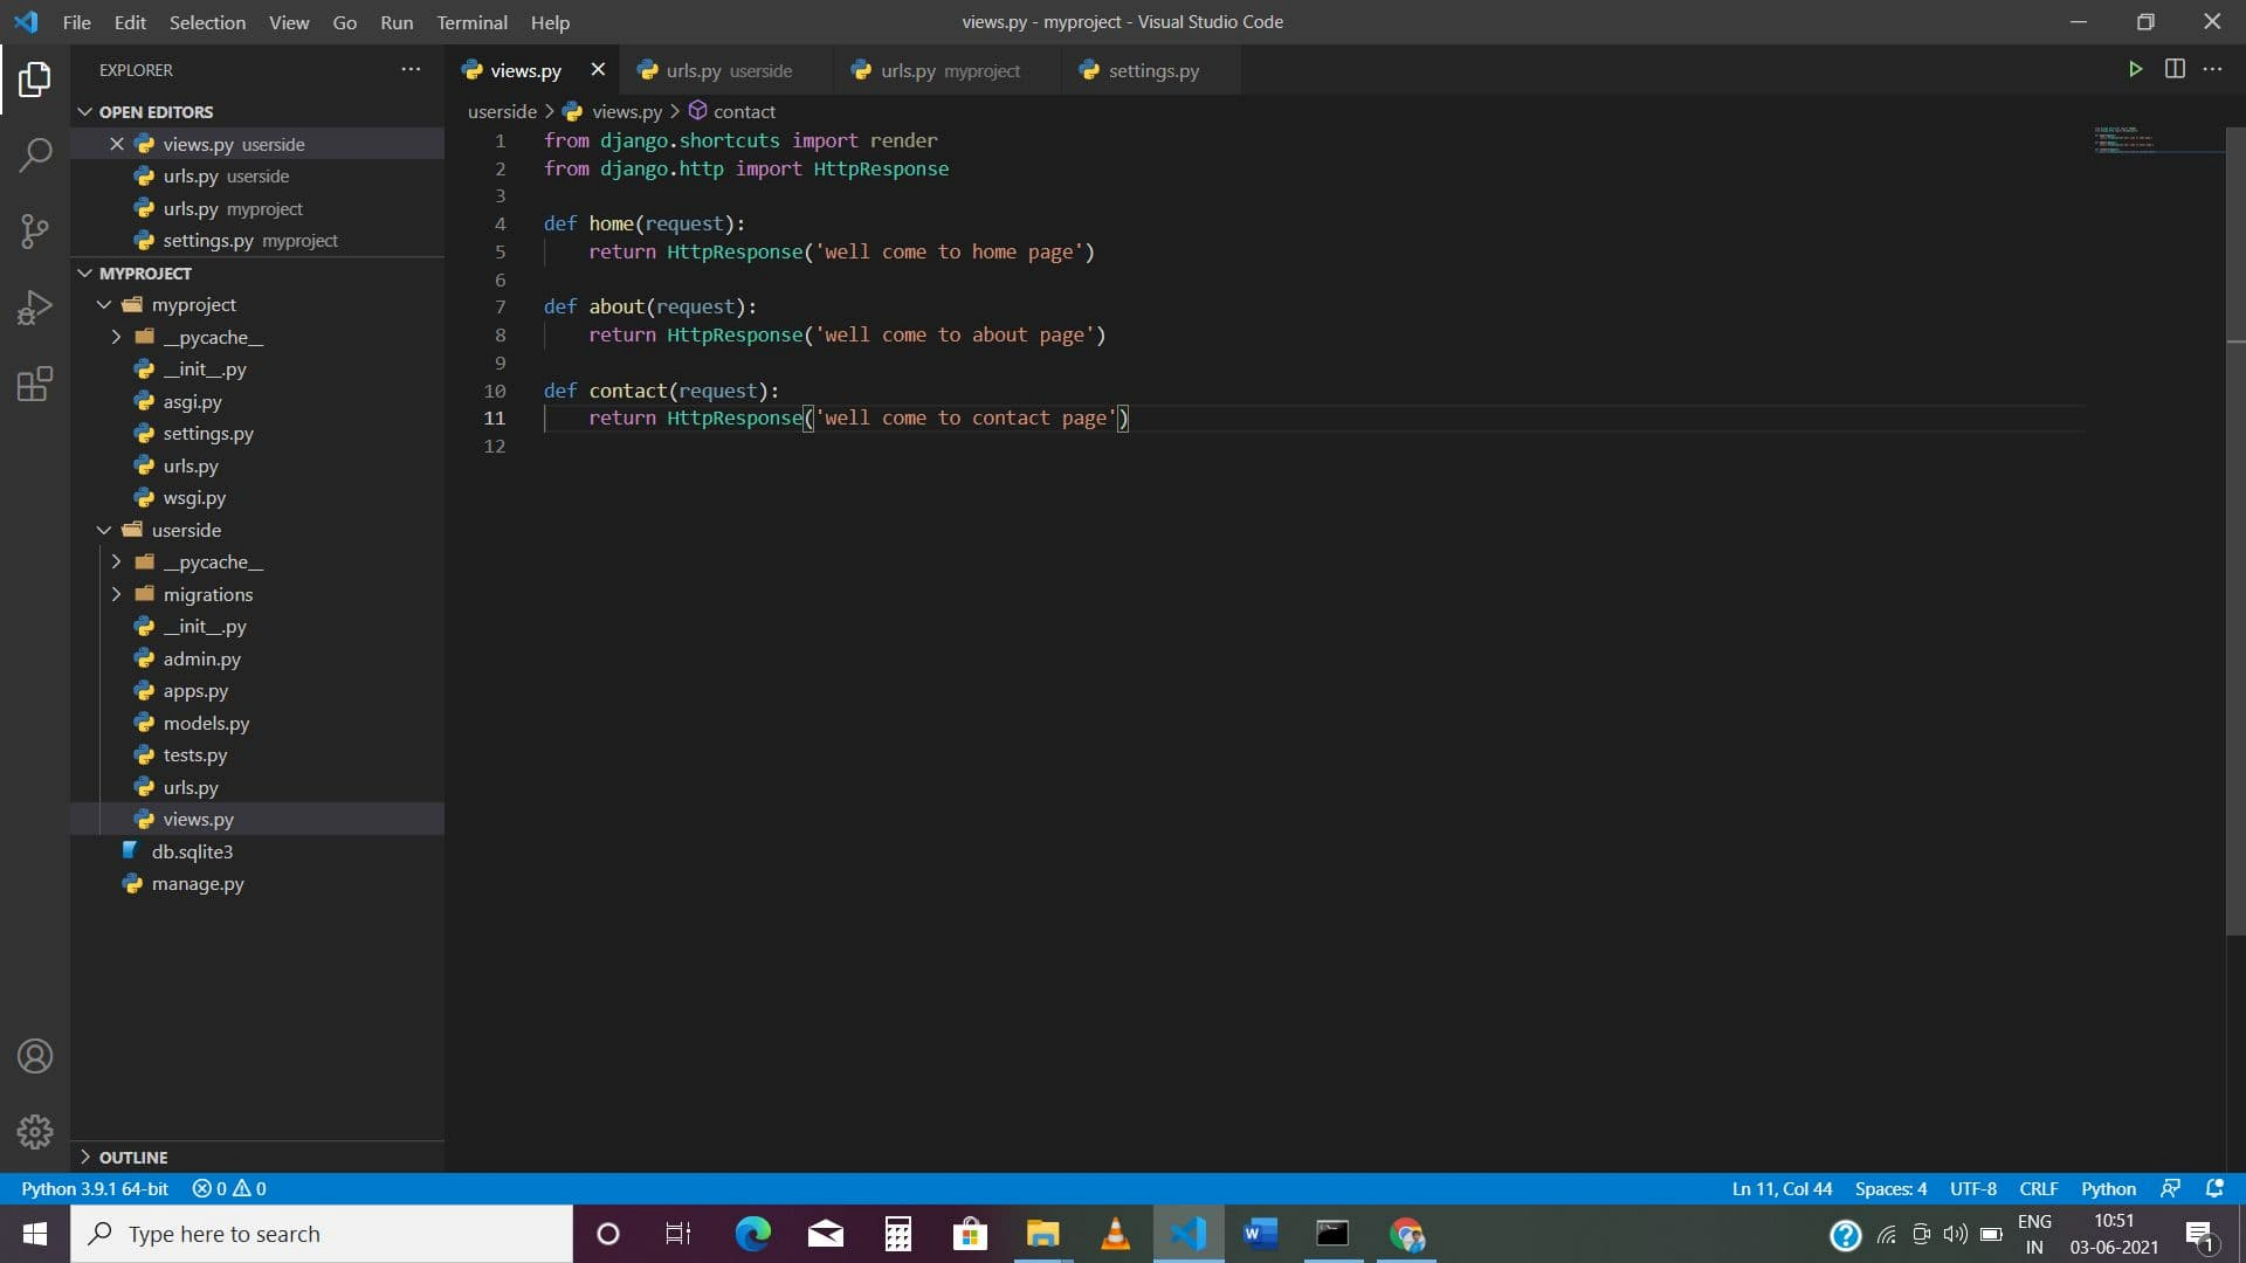 File Edit Selection View Go Run Terminal Help
views.py - myproject - Visual Studio Code
EXPLORER
OPEN EDITORS
views.py userside
urls.py userside
urls.py myproject
settings.py myproject
MYPROJECT
myproject
__pycache__
__init__.py
asgi.py
settings.py
urls.py
wsgi.py
userside
__pycache__
migrations
__init__.py
admin.py
apps.py
models.py
tests.py
urls.py
views.py
db.sqlite3
manage.py
OUTLINE
views.py urls.py userside urls.py myproject settings.py
userside > views.py > contact
1 from django.shortcuts import render
2 from django.http import HttpResponse
3
4 def home(request):
5 return HttpResponse('well come to home page')
6
7 def about(request):
8 return HttpResponse('well come to about page')
9
10 def contact(request):
11 return HttpResponse('well come to contact page')
12
Python 3.9.1 64-bit 0 0
Ln 11, Col 44 Spaces: 4 UTF-8 CRLF Python
Type here to search
W
ENG
IN
10:51
03-06-2021
1